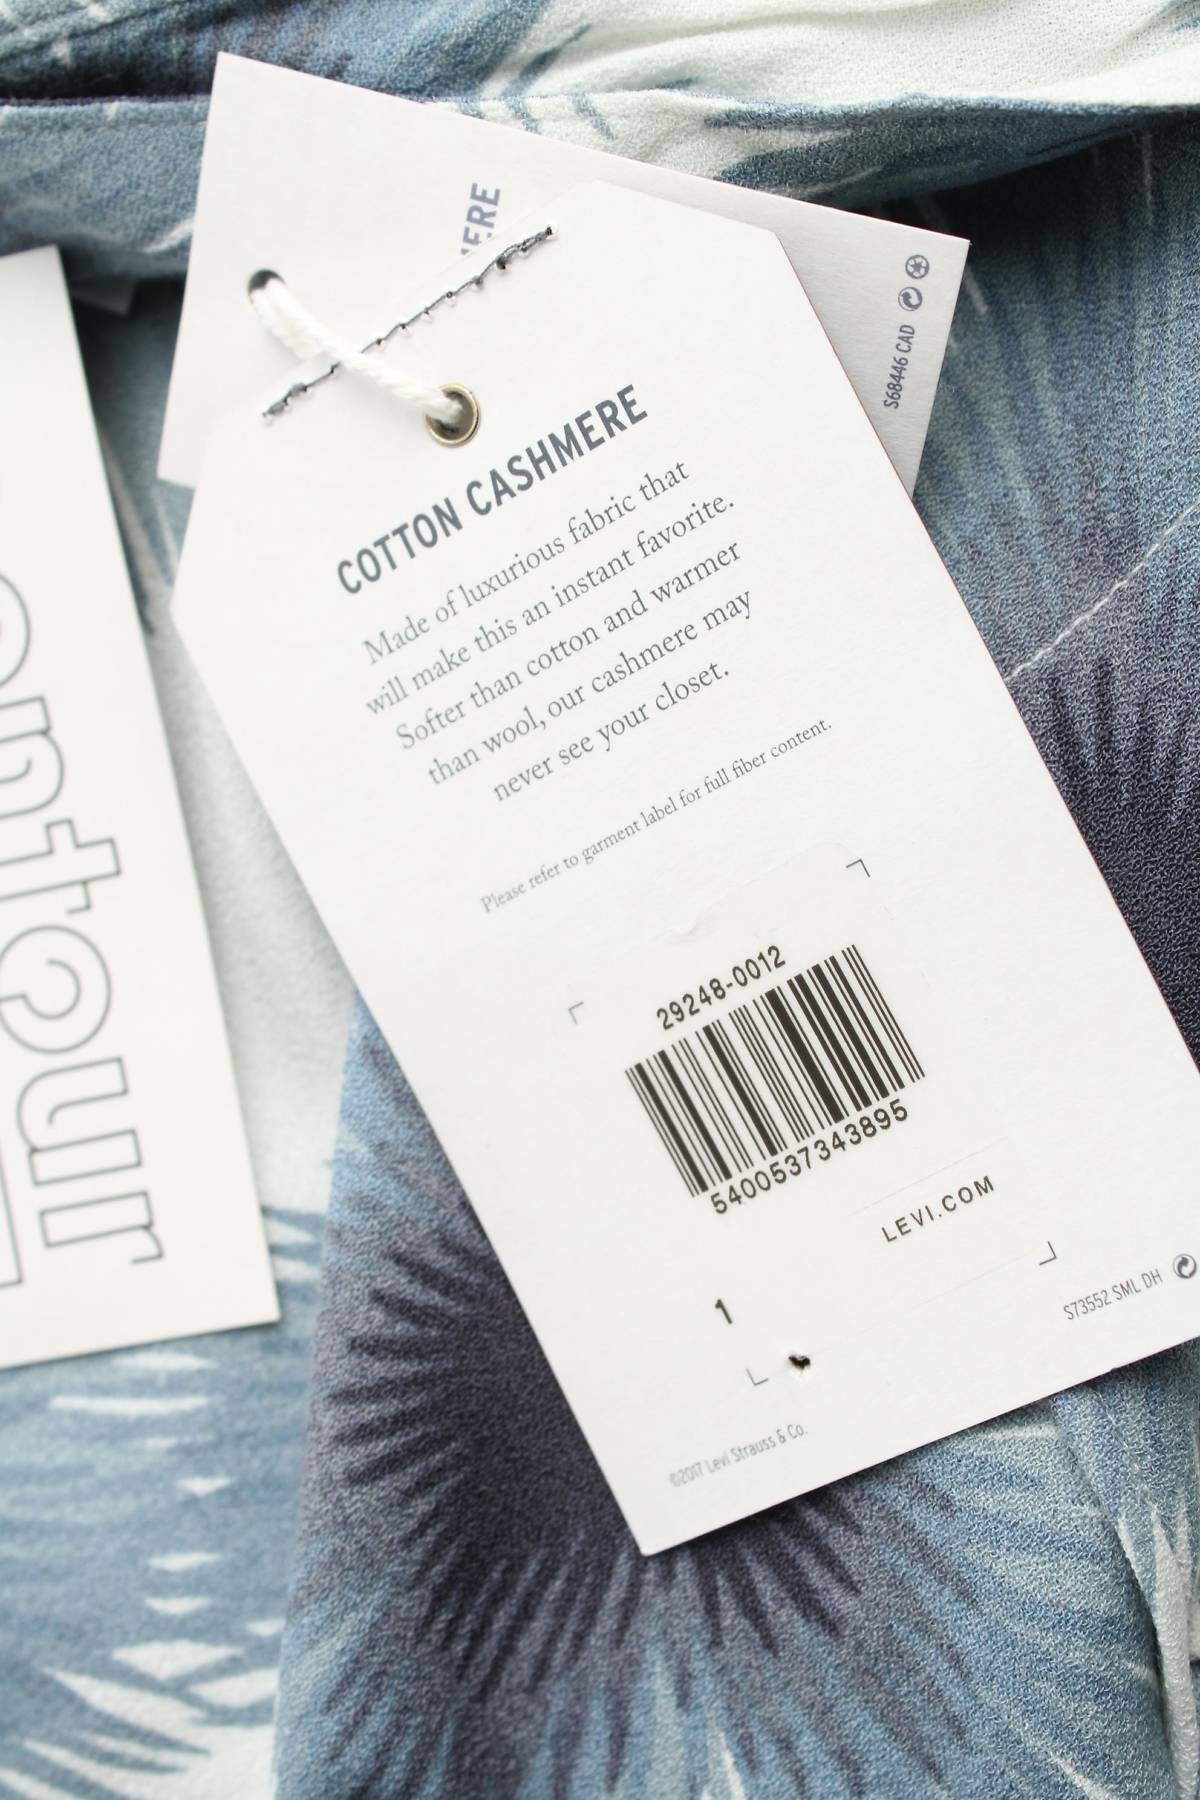 ERE
S68446 CAD
COTTON CASHMERE
Made of luxurious fabric that
will make this an instant favorite.
Softer than cotton and warmer
than wool, our cashmere may
never see your closet.
Please refer to garment label for full fiber content.
29248-0012
5400537343895
LEVI.COM
1
S73552 SML DH
©2017 Levi Strauss & Co.